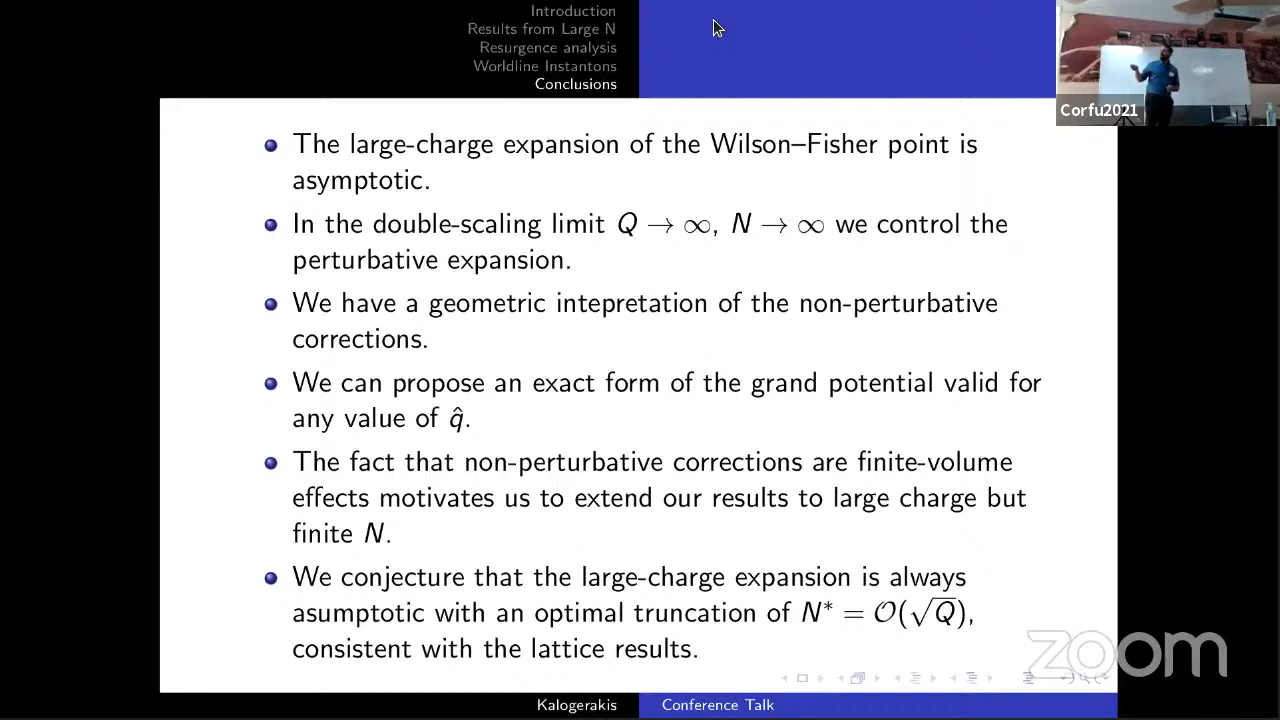 Introduction
Results from Large N
Resurgence analysis
Worldline Instantons
Conclusions
Corfu2021
The large-charge expansion of the Wilson–Fisher point is
asymptotic.
In the double-scaling limit Q → ∞, N → ∞ we control the
perturbative expansion.
We have a geometric intepretation of the non-perturbative
corrections.
We can propose an exact form of the grand potential valid for
any value of q̂.
The fact that non-perturbative corrections are finite-volume
effects motivates us to extend our results to large charge but
finite N.
We conjecture that the large-charge expansion is always
asumptotic with an optimal truncation of N* = O(√Q),
consistent with the lattice results.
zoom
Kalogerakis
Conference Talk